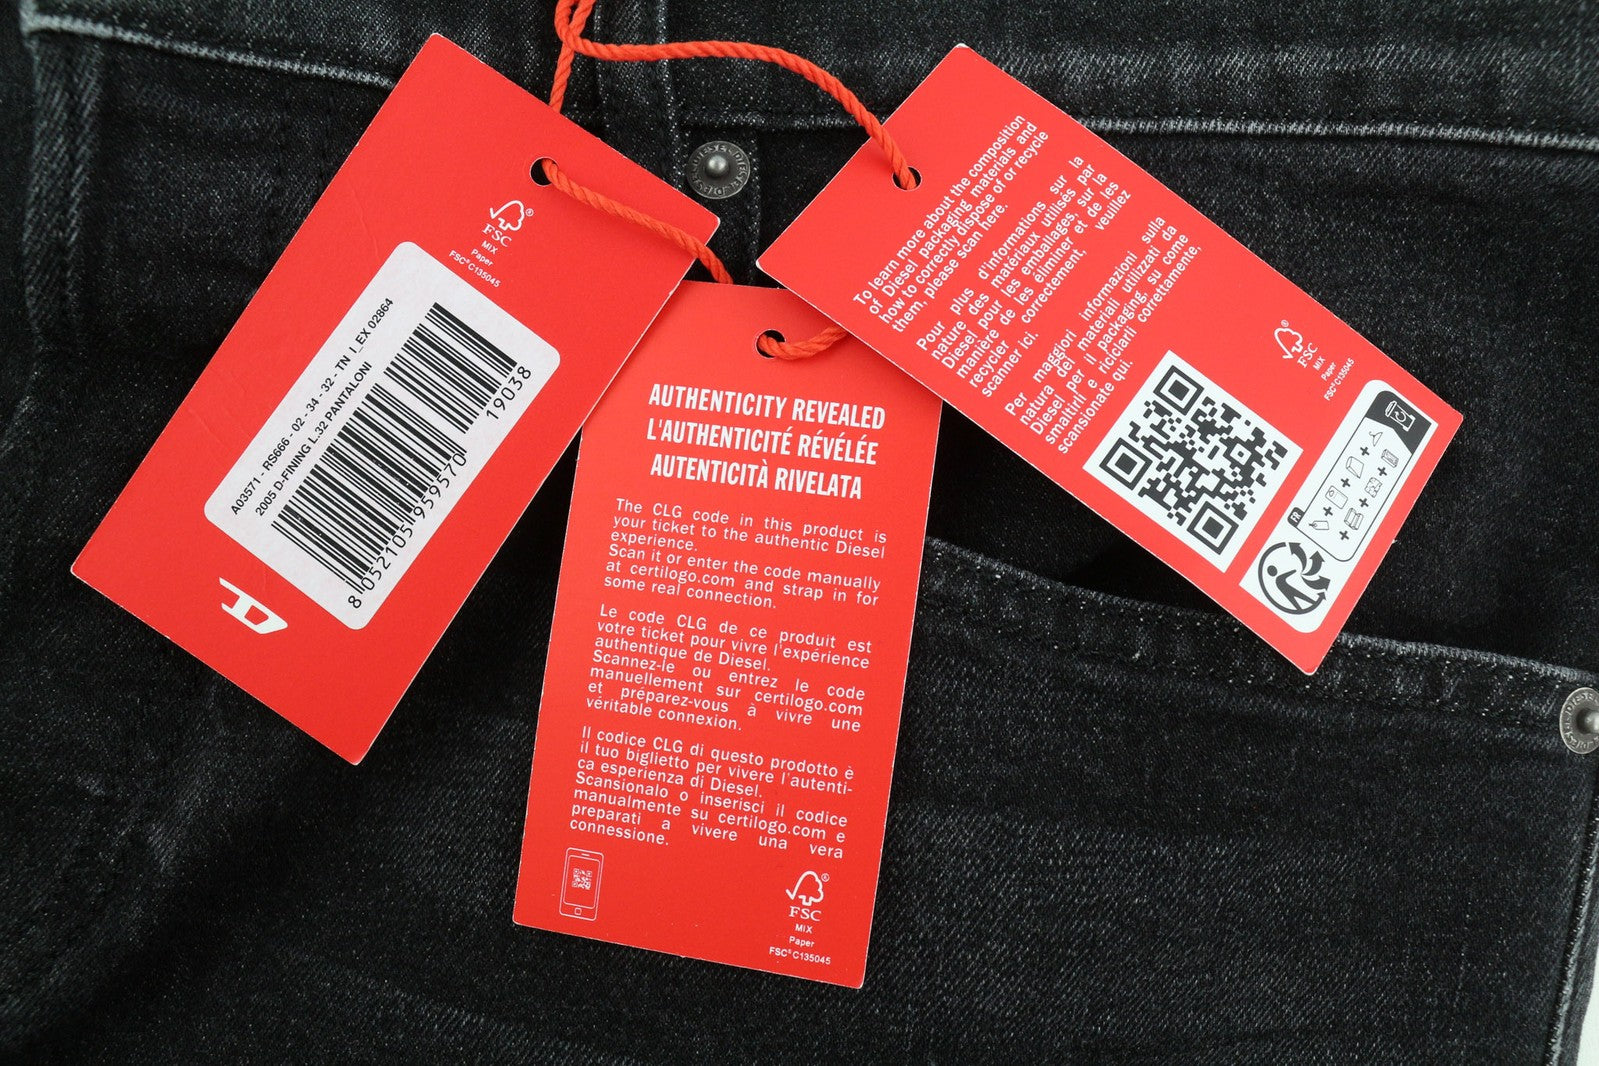 FSC®
MIX
Paper
FSC® C135045
A03571 - RS666 - 02 - 34 - 32 - TN I_EX 02864
2005 D-FINING L.32 PANTALONI
19038
8 052105 959570
D
AUTHENTICITY REVEALED
L'AUTHENTICITÉ RÉVÉLÉE
AUTENTICITÀ RIVELATA
The CLG code in this product is
your ticket to the authentic Diesel
experience.
Scan it or enter the code manually
at certilogo.com and strap in for
some real connection.
Le code CLG de ce produit est
votre ticket pour vivre l'expérience
authentique de Diesel.
Scannez-le ou entrez le code
manuellement sur certilogo.com
et préparez-vous à vivre une
véritable connexion.
Il codice CLG di questo prodotto è
il tuo biglietto per vivere l'autenti-
ca esperienza di Diesel.
Scansionalo o inserisci il codice
manualmente su certilogo.com e
preparati a vivere una vera
connessione.
FSC®
MIX
Paper
FSC® C135045
To learn more about the composition
of Diesel packaging materials and
how to correctly dispose of or recycle
them, please scan here.
Pour plus d'informations sur la
nature des matériaux utilisés par
Diesel pour les emballages, sur la
manière de les éliminer et de les
recycler correctement, veuillez
scanner ici.
Per maggiori informazioni sulla
natura dei materiali utilizzati da
Diesel per il packaging, su come
smaltirli e riciclarli correttamente,
scansionate qui.
FSC®
MIX
Paper
FSC® C135045
FR